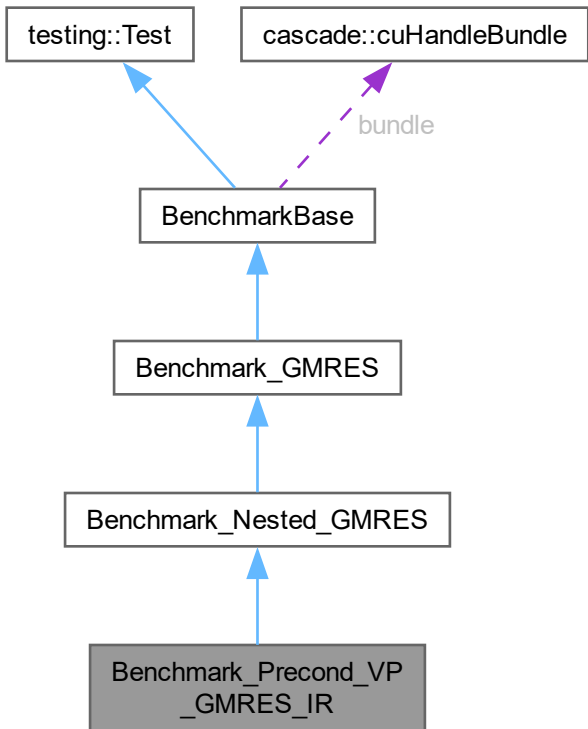 testing::Test
cascade::cuHandleBundle
bundle
BenchmarkBase
Benchmark_GMRES
Benchmark_Nested_GMRES
Benchmark_Precond_VP
_GMRES_IR